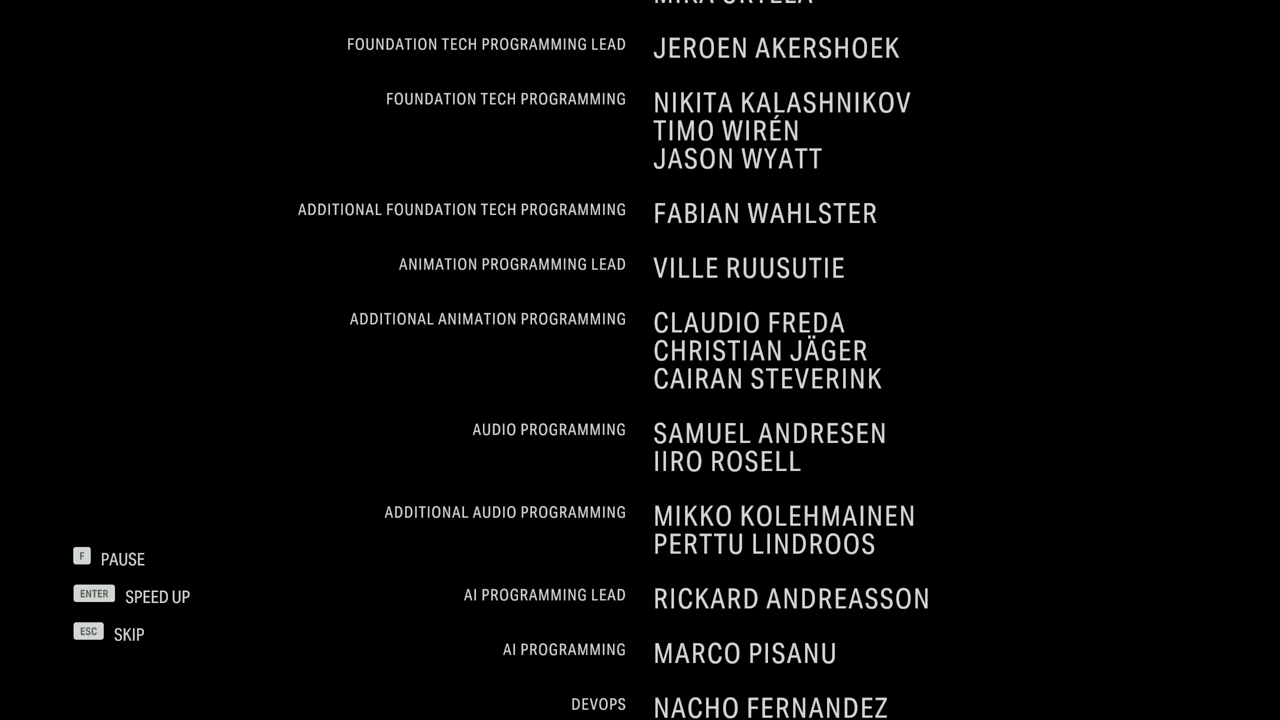 FOUNDATION TECH PROGRAMMING LEAD JEROEN AKERSHOEK
FOUNDATION TECH PROGRAMMING NIKITA KALASHNIKOV
TIMO WIRÉN
JASON WYATT
ADDITIONAL FOUNDATION TECH PROGRAMMING FABIAN WAHLSTER
ANIMATION PROGRAMMING LEAD VILLE RUUSUTIE
ADDITIONAL ANIMATION PROGRAMMING CLAUDIO FREDA
CHRISTIAN JÄGER
CAIRAN STEVERINK
AUDIO PROGRAMMING SAMUEL ANDRESEN
IIRO ROSELL
ADDITIONAL AUDIO PROGRAMMING MIKKO KOLEHMAINEN
PERTTU LINDROOS
AI PROGRAMMING LEAD RICKARD ANDREASSON
AI PROGRAMMING MARCO PISANU
DEVOPS NACHO FERNANDEZ
F PAUSE
ENTER SPEED UP
ESC SKIP